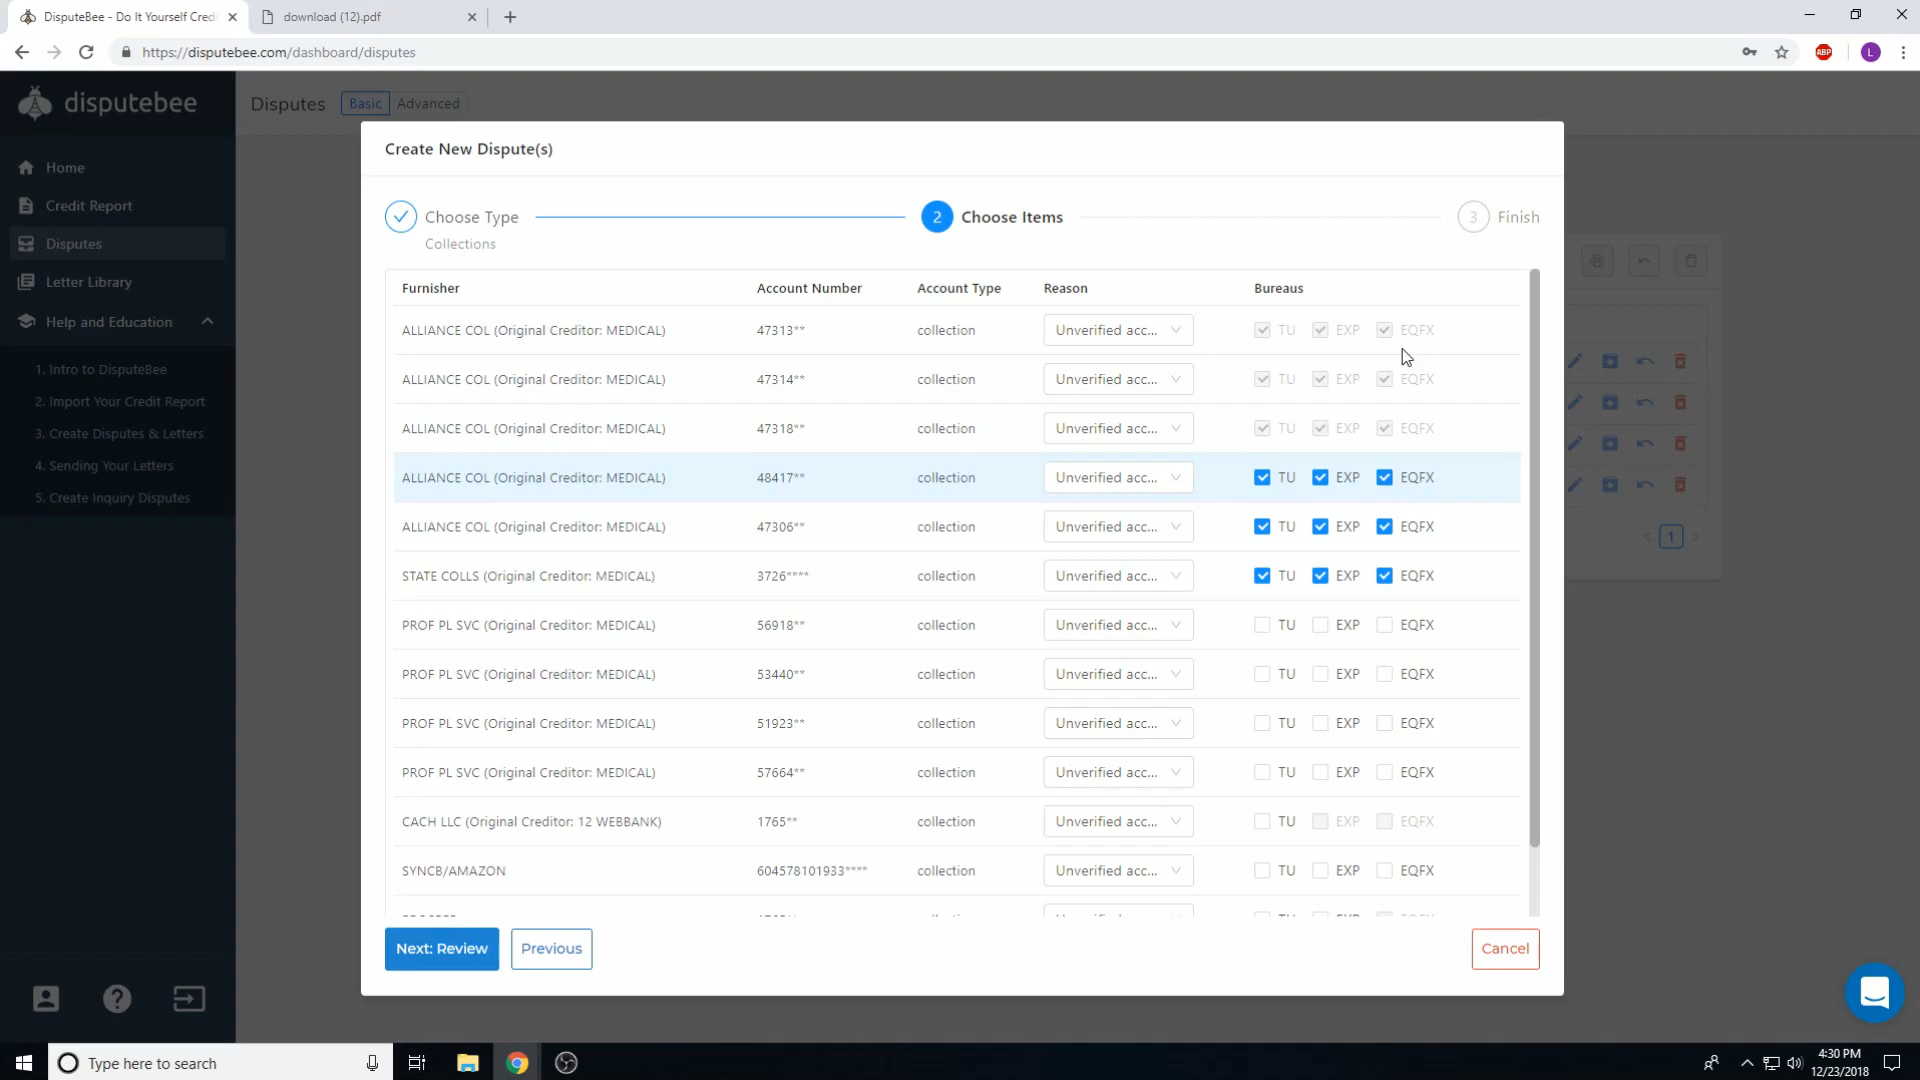 DisputeBee - Do It Yourself Credi
download (12).pdf
https://disputebee.com/dashboard/disputes
ABP
L
disputebee
Disputes Basic Advanced
Home
Credit Report
Disputes
Letter Library
Help and Education
1. Intro to DisputeBee
2. Import Your Credit Report
3. Create Disputes & Letters
4. Sending Your Letters
5. Create Inquiry Disputes
Create New Dispute(s)
Choose Type 2 Choose Items 3 Finish
Collections
Furnisher Account Number Account Type Reason Bureaus
ALLIANCE COL (Original Creditor: MEDICAL) 47313** collection Unverified acc... TU EXP EQFX
ALLIANCE COL (Original Creditor: MEDICAL) 47314** collection Unverified acc... TU EXP EQFX
ALLIANCE COL (Original Creditor: MEDICAL) 47318** collection Unverified acc... TU EXP EQFX
ALLIANCE COL (Original Creditor: MEDICAL) 48417** collection Unverified acc... TU EXP EQFX
ALLIANCE COL (Original Creditor: MEDICAL) 47306** collection Unverified acc... TU EXP EQFX
STATE COLLS (Original Creditor: MEDICAL) 3726**** collection Unverified acc... TU EXP EQFX
PROF PL SVC (Original Creditor: MEDICAL) 56918** collection Unverified acc... TU EXP EQFX
PROF PL SVC (Original Creditor: MEDICAL) 53440** collection Unverified acc... TU EXP EQFX
PROF PL SVC (Original Creditor: MEDICAL) 51923** collection Unverified acc... TU EXP EQFX
PROF PL SVC (Original Creditor: MEDICAL) 57664** collection Unverified acc... TU EXP EQFX
CACH LLC (Original Creditor: 12 WEBBANK) 1765** collection Unverified acc... TU EXP EQFX
SYNCB/AMAZON 604578101933**** collection Unverified acc... TU EXP EQFX
Next: Review Previous Cancel
1
Type here to search
4:30 PM
12/23/2018